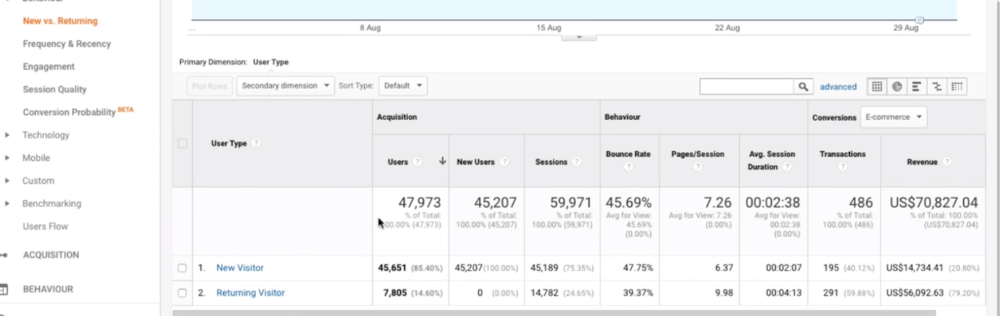 Behaviour
New vs. Returning
Frequency & Recency
Engagement
Session Quality
Conversion Probability BETA
Technology
Mobile
Custom
Benchmarking
Users Flow
ACQUISITION
BEHAVIOUR
... 8 Aug 15 Aug 22 Aug 29 Aug
Primary Dimension: User Type
Plot Rows Secondary dimension Sort Type: Default advanced
Acquisition Behaviour Conversions E-commerce
User Type ? Users ? New Users ? Sessions ? Bounce Rate ? Pages/Session ? Avg. Session Duration ? Transactions ? Revenue ?
47,973 45,207 59,971 45.69% 7.26 00:02:38 486 US$70,827.04
% of Total: % of Total: % of Total: Avg for View: Avg for View: 7.26 Avg for View: % of Total: % of Total: 100.00%
100.00% (47,973) 100.00% (45,207) 100.00% (59,971) 45.69% (0.00%) 00:02:38 100.00% (486) (US$70,827.04)
(0.00%) (0.00%)
1. New Visitor 45,651 (85.40%) 45,207(100.00%) 45,189 (75.35%) 47.75% 6.37 00:02:07 195 (40.12%) US$14,734.41 (20.80%)
2. Returning Visitor 7,805 (14.60%) 0 (0.00%) 14,782 (24.65%) 39.37% 9.98 00:04:13 291 (59.88%) US$56,092.63 (79.20%)